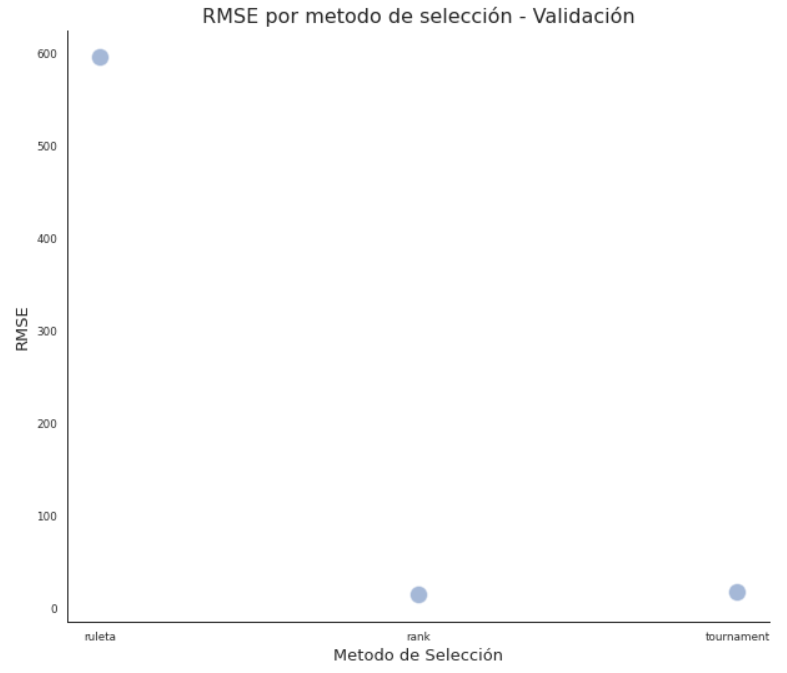 RMSE por metodo de selección - Validación
RMSE
600
500
400
300
200
100
0
ruleta
rank
tournament
Metodo de Selección